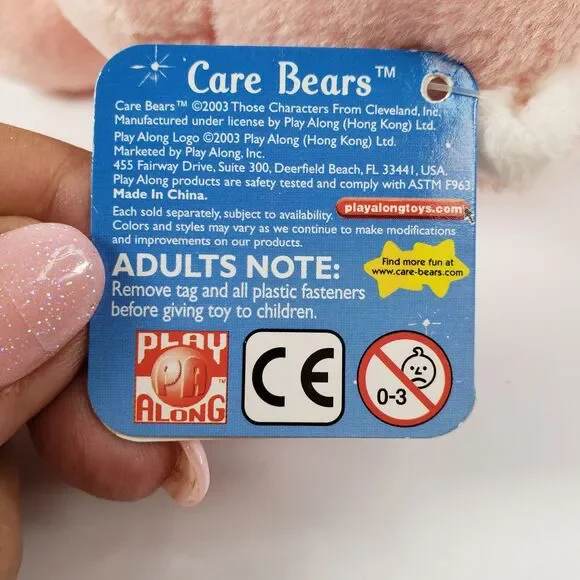 Care Bears™
Care Bears™ ©2003 Those Characters From Cleveland, Inc.
Manufactured under license by Play Along (Hong Kong) Ltd.
Play Along Logo ©2003 Play Along (Hong Kong) Ltd.
Marketed by Play Along, Inc.
455 Fairway Drive, Suite 300, Deerfield Beach, FL 33441, USA.
Play Along products are safety tested and comply with ASTM F963.
Made In China.
Each sold separately, subject to availability.
playalongtoys.com
Colors and styles may vary as we continue to make modifications
and improvements on our products.
Find more fun at
www.care-bears.com
ADULTS NOTE:
Remove tag and all plastic fasteners
before giving toy to children.
PLAY
PA
ALONG™
CE
0-3